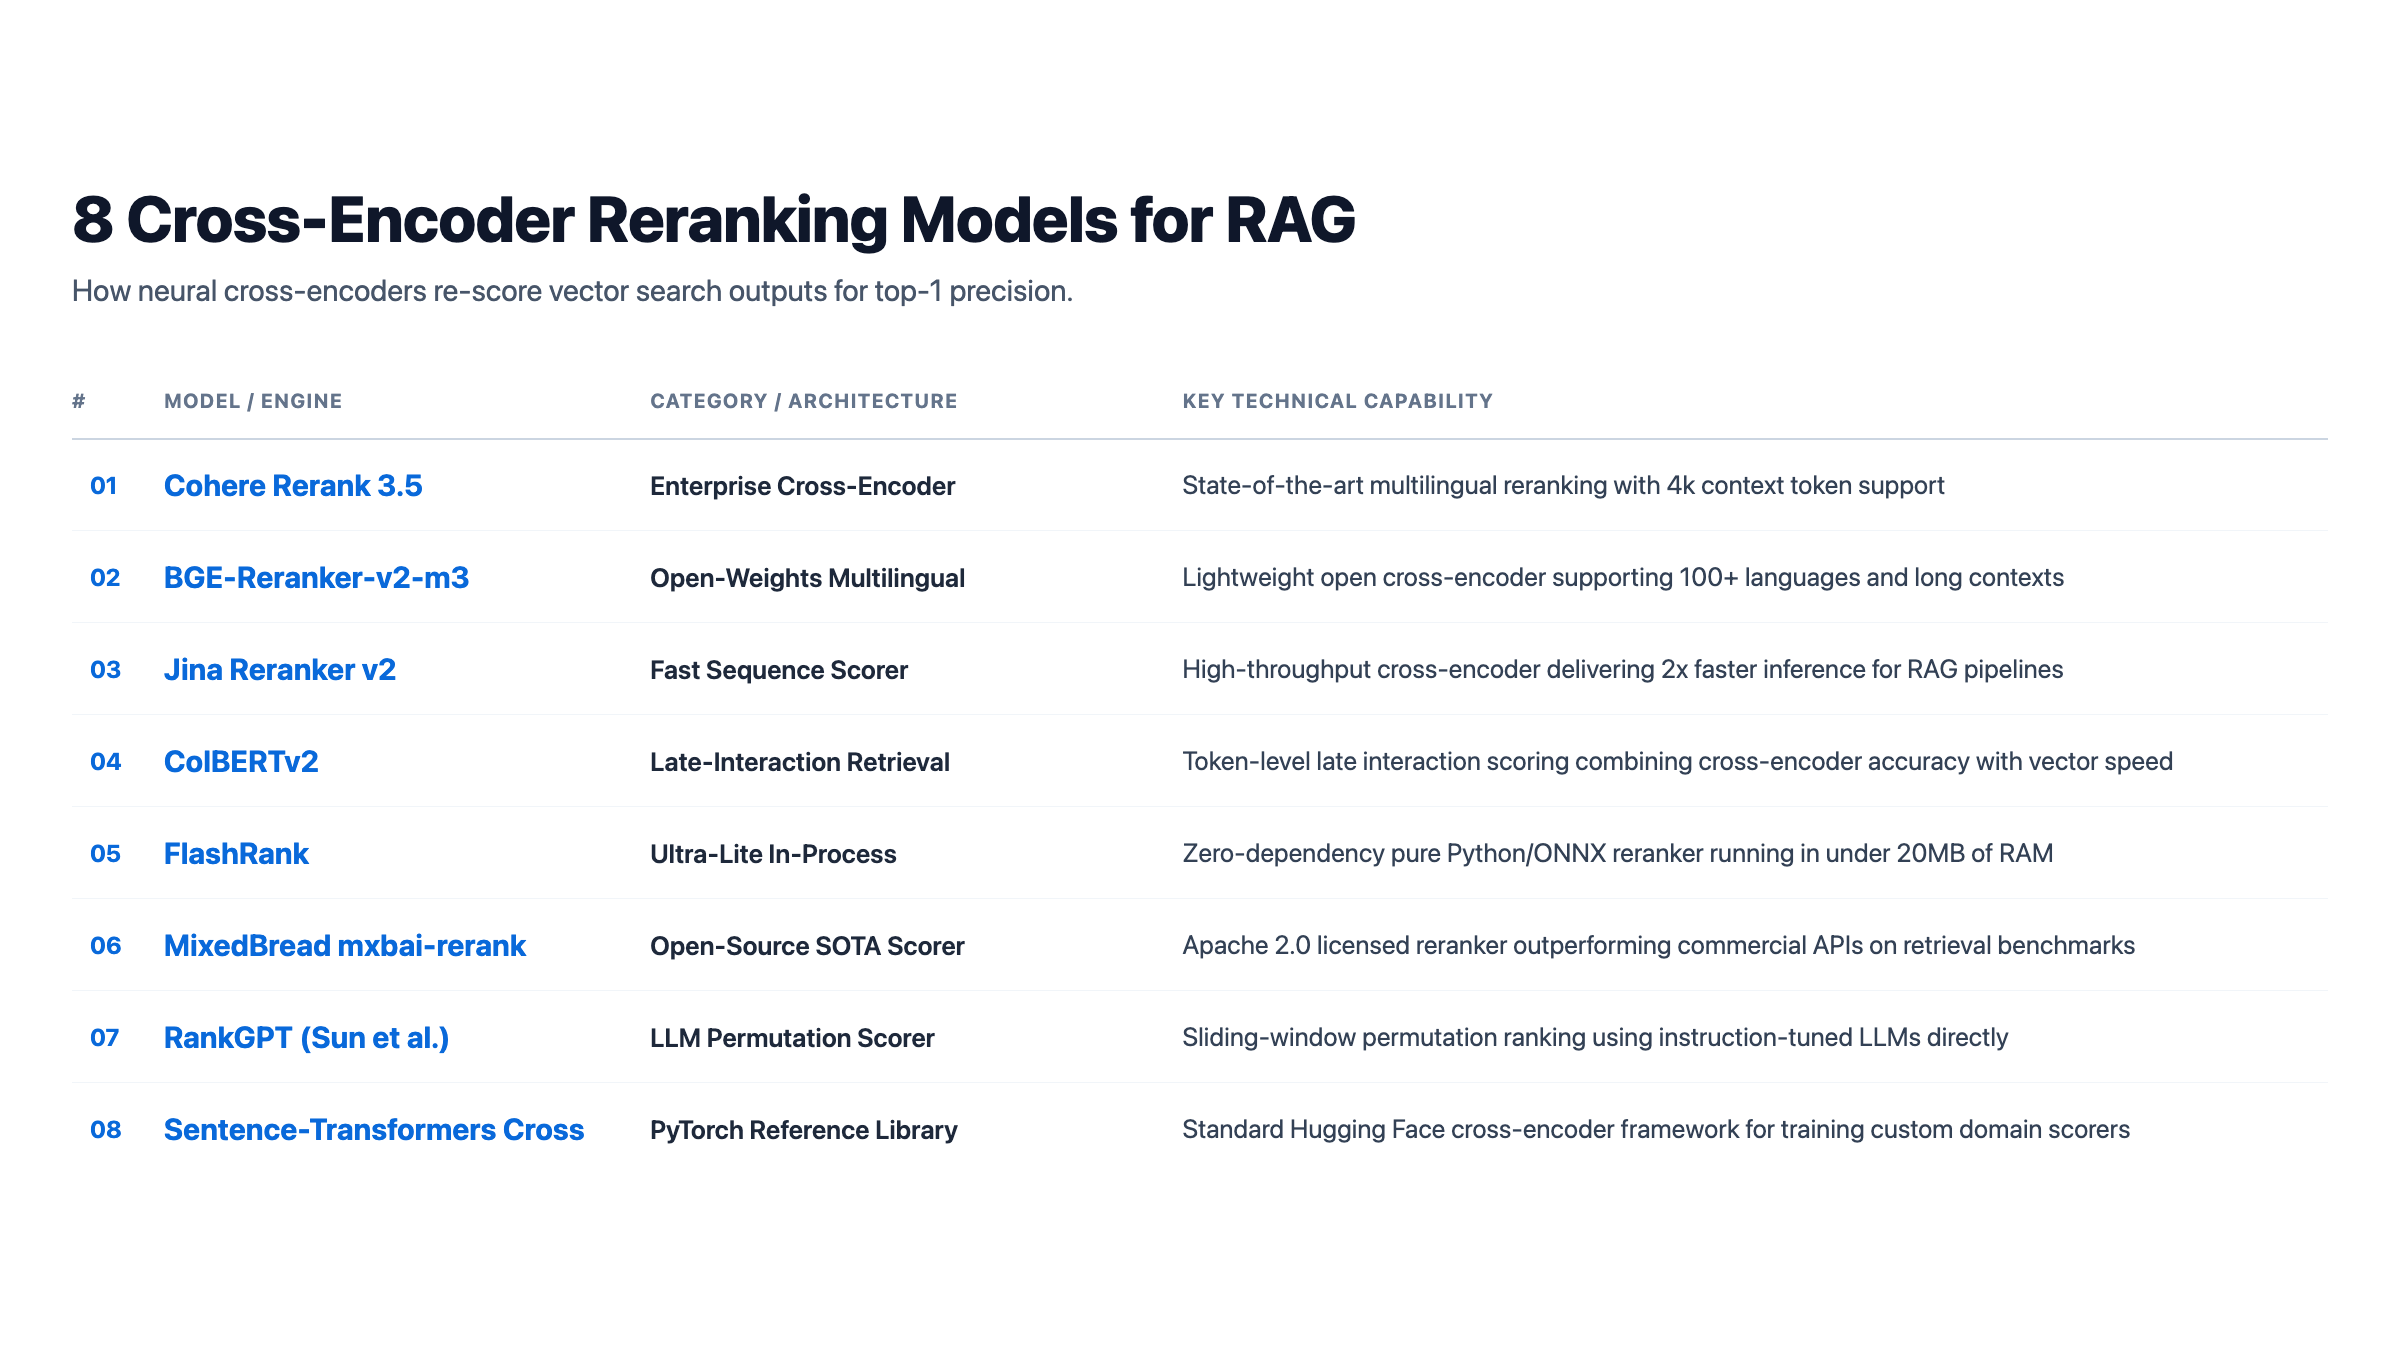 8 Cross-Encoder Reranking Models for RAG
How neural cross-encoders re-score vector search outputs for top-1 precision.
# MODEL / ENGINE CATEGORY / ARCHITECTURE KEY TECHNICAL CAPABILITY
01 Cohere Rerank 3.5 Enterprise Cross-Encoder State-of-the-art multilingual reranking with 4k context token support
02 BGE-Reranker-v2-m3 Open-Weights Multilingual Lightweight open cross-encoder supporting 100+ languages and long contexts
03 Jina Reranker v2 Fast Sequence Scorer High-throughput cross-encoder delivering 2x faster inference for RAG pipelines
04 ColBERTv2 Late-Interaction Retrieval Token-level late interaction scoring combining cross-encoder accuracy with vector speed
05 FlashRank Ultra-Lite In-Process Zero-dependency pure Python/ONNX reranker running in under 20MB of RAM
06 MixedBread mxbai-rerank Open-Source SOTA Scorer Apache 2.0 licensed reranker outperforming commercial APIs on retrieval benchmarks
07 RankGPT (Sun et al.) LLM Permutation Scorer Sliding-window permutation ranking using instruction-tuned LLMs directly
08 Sentence-Transformers Cross PyTorch Reference Library Standard Hugging Face cross-encoder framework for training custom domain scorers